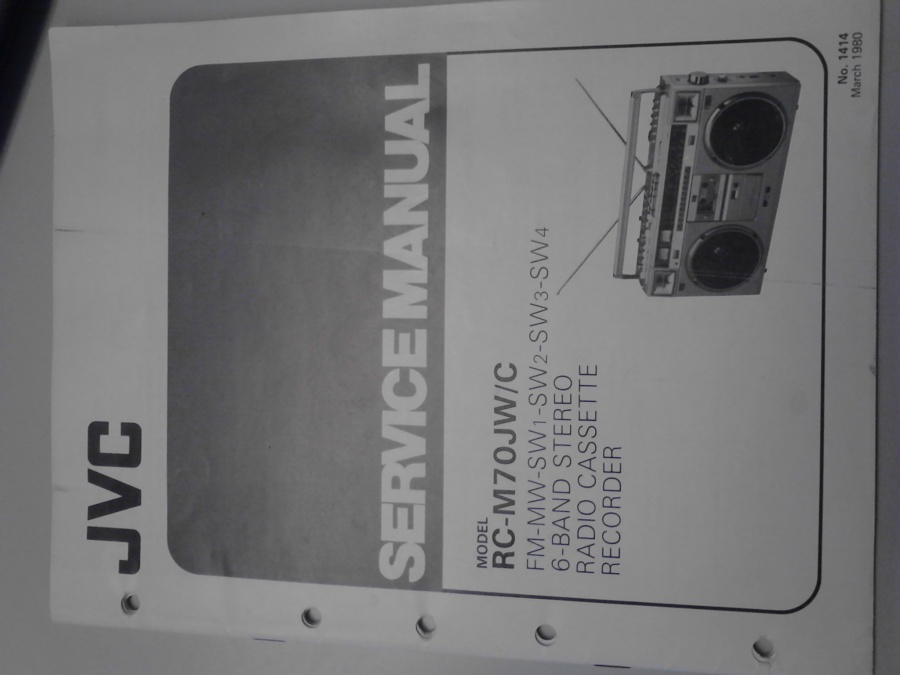 JVC
SERVICE MANUAL
MODEL
RC-M70JW/C
FM-MW-SW1-SW2-SW3-SW4
6-BAND STEREO
RADIO CASSETTE
RECORDER
No. 1414
March 1980